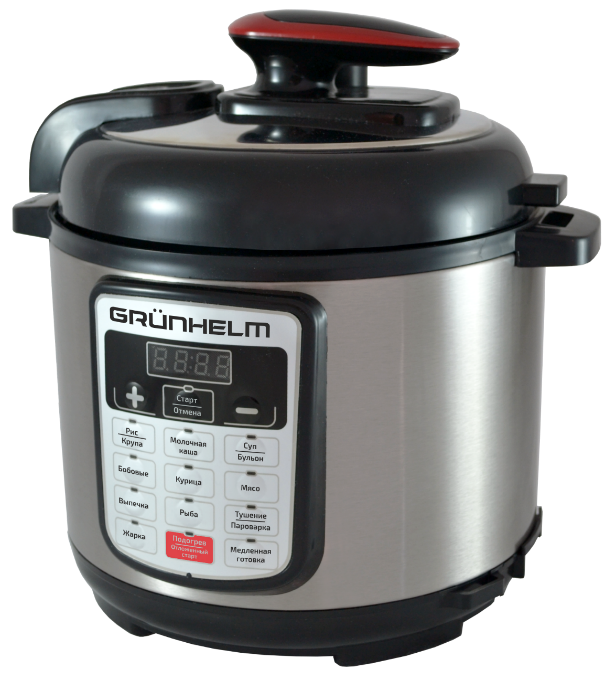 GRÜNHELM
8.8:8.8
+
Старт
Отмена
−
Рис
Крупа
Молочная
каша
Суп
Бульон
Бобовые
Курица
Мясо
Выпечка
Рыба
Тушение
Пароварка
Жарка
Подогрев
Отложенный
старт
Медленная
готовка